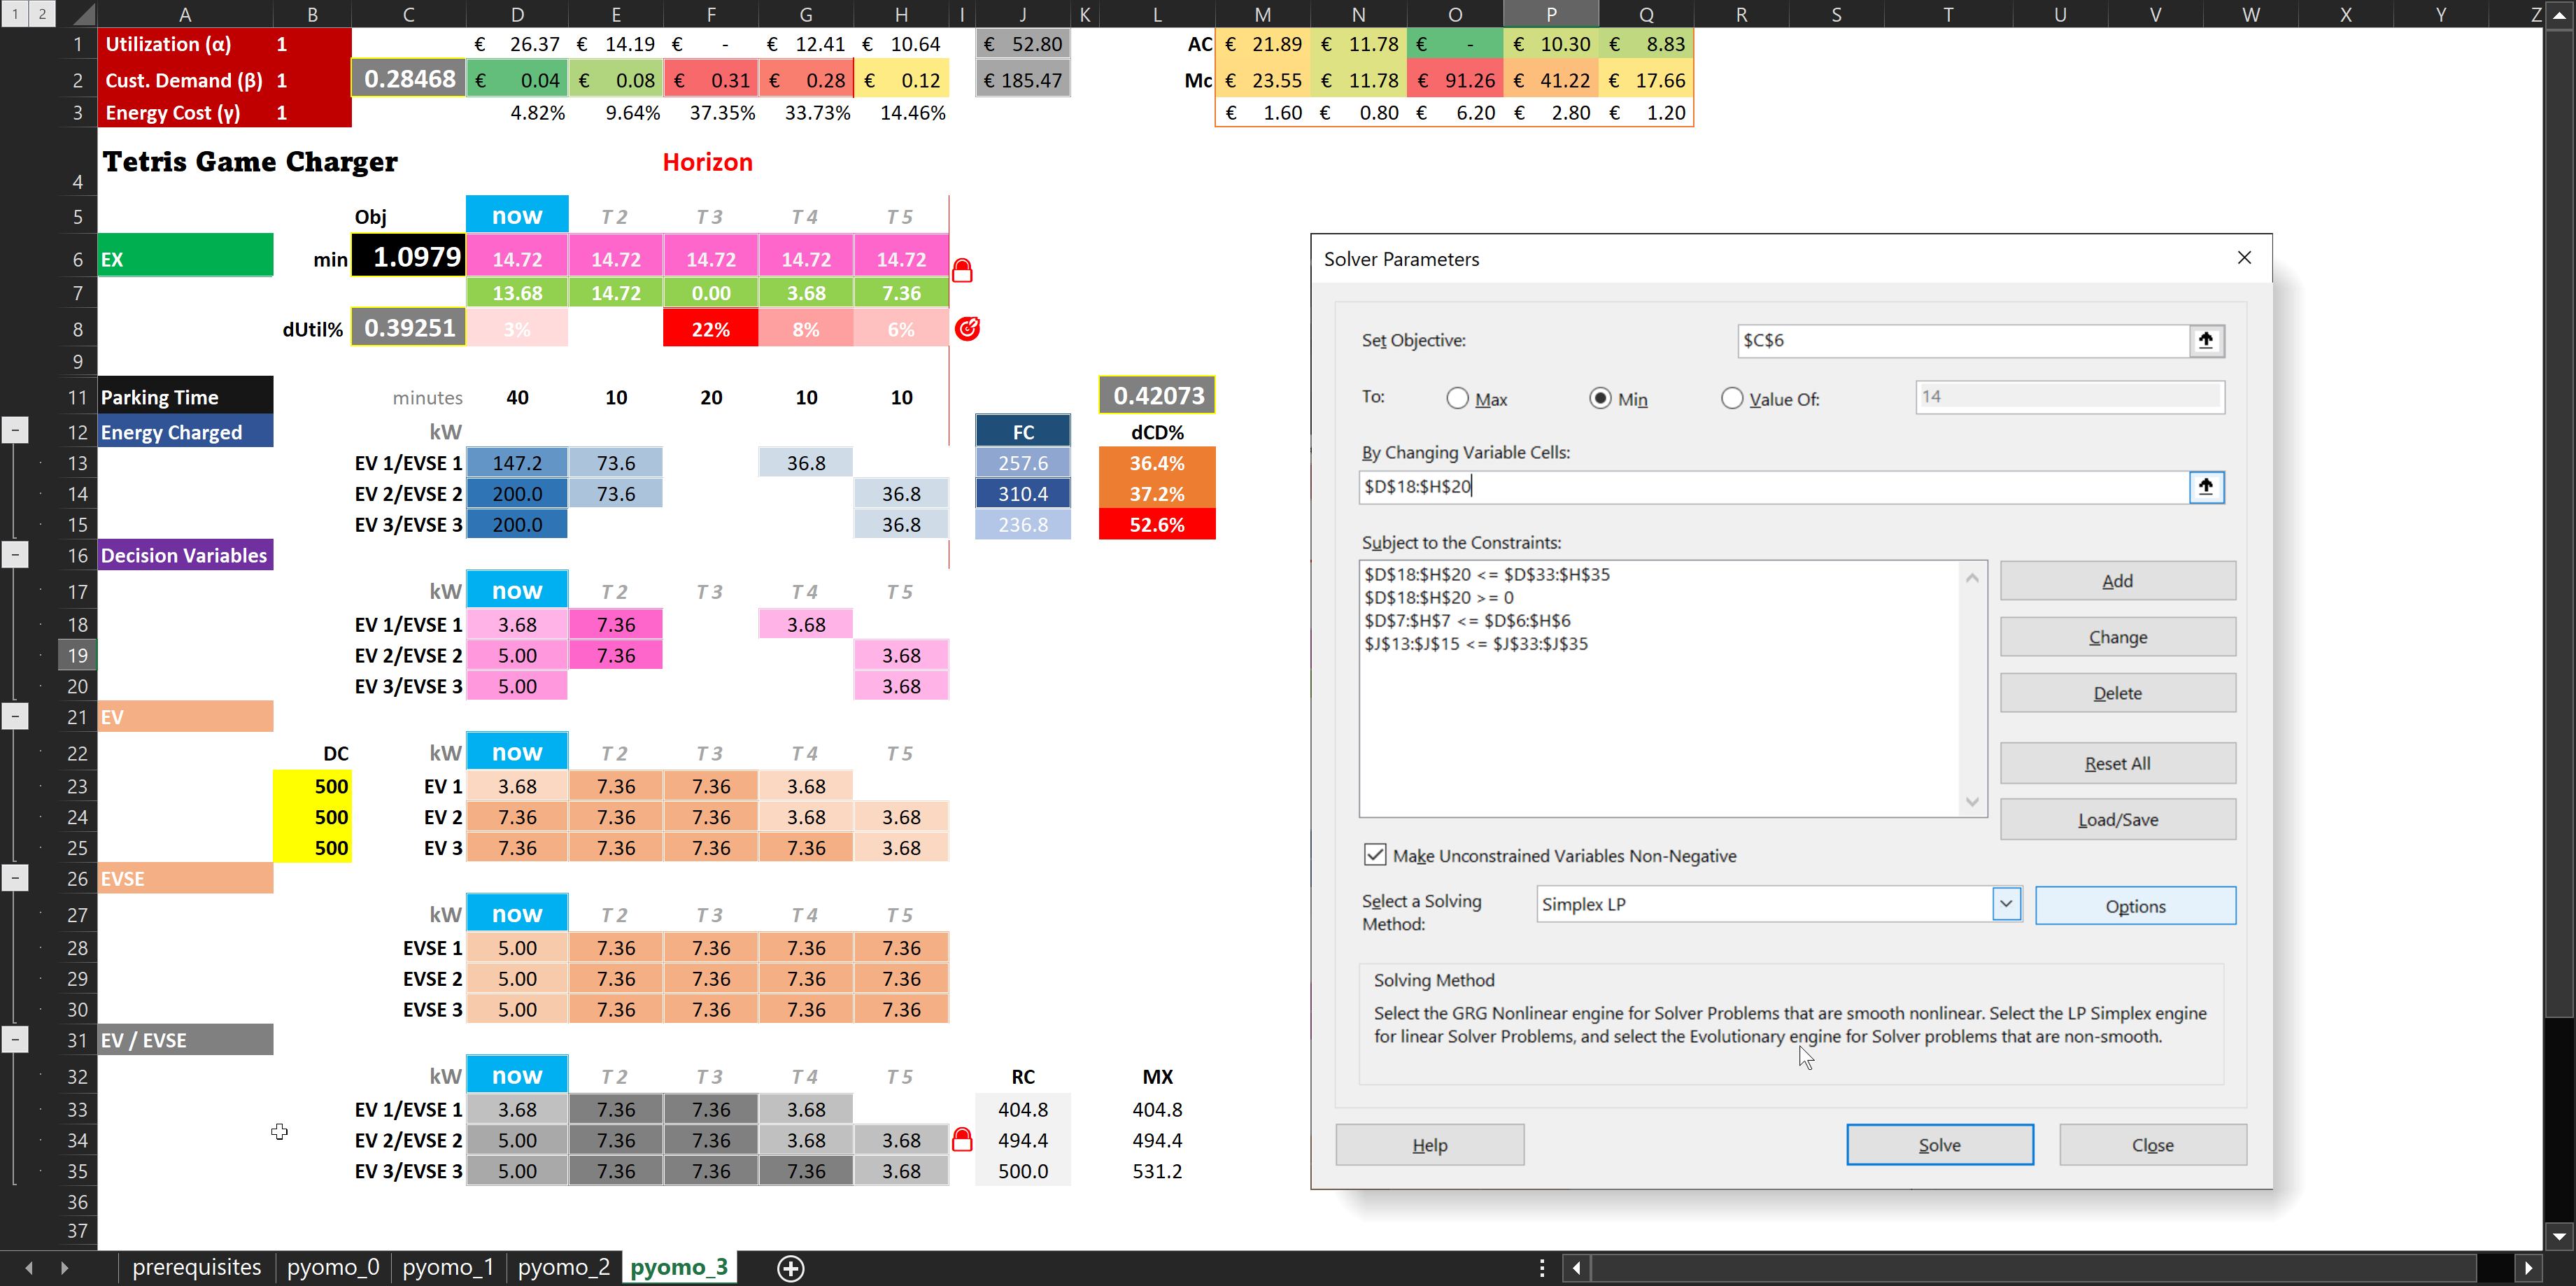 1 2 A B C D E F G H I J K L M N O P Q R S T U V W X Y Z
1 Utilization (α) 1 € 26.37 € 14.19 € - € 12.41 € 10.64 € 52.80 AC € 21.89 € 11.78 € - € 10.30 € 8.83
2 Cust. Demand (β) 1 0.28468 € 0.04 € 0.08 € 0.31 € 0.28 € 0.12 € 185.47 Mc € 23.55 € 11.78 € 91.26 € 41.22 € 17.66
3 Energy Cost (γ) 1 4.82% 9.64% 37.35% 33.73% 14.46% € 1.60 € 0.80 € 6.20 € 2.80 € 1.20
4 Tetris Game Charger Horizon
5 Obj now T 2 T 3 T 4 T 5
6 EX min 1.0979 14.72 14.72 14.72 14.72 14.72
7 13.68 14.72 0.00 3.68 7.36
8 dUtil% 0.39251 3% 22% 8% 6%
9
11 Parking Time minutes 40 10 20 10 10 0.42073
12 Energy Charged kW FC dCD%
13 EV 1/EVSE 1 147.2 73.6 36.8 257.6 36.4%
14 EV 2/EVSE 2 200.0 73.6 36.8 310.4 37.2%
15 EV 3/EVSE 3 200.0 36.8 236.8 52.6%
16 Decision Variables
17 kW now T 2 T 3 T 4 T 5
18 EV 1/EVSE 1 3.68 7.36 3.68
19 EV 2/EVSE 2 5.00 7.36 3.68
20 EV 3/EVSE 3 5.00 3.68
21 EV
22 DC kW now T 2 T 3 T 4 T 5
23 500 EV 1 3.68 7.36 7.36 3.68
24 500 EV 2 7.36 7.36 7.36 3.68 3.68
25 500 EV 3 7.36 7.36 7.36 7.36 3.68
26 EVSE
27 kW now T 2 T 3 T 4 T 5
28 EVSE 1 5.00 7.36 7.36 7.36 7.36
29 EVSE 2 5.00 7.36 7.36 7.36 7.36
30 EVSE 3 5.00 7.36 7.36 7.36 7.36
31 EV / EVSE
32 kW now T 2 T 3 T 4 T 5 RC MX
33 EV 1/EVSE 1 3.68 7.36 7.36 3.68 404.8 404.8
34 EV 2/EVSE 2 5.00 7.36 7.36 3.68 3.68 494.4 494.4
35 EV 3/EVSE 3 5.00 7.36 7.36 7.36 3.68 500.0 531.2
36
37
Solver Parameters
Set Objective: $C$6
To: Max Min Value Of: 14
By Changing Variable Cells:
$D$18:$H$20
Subject to the Constraints:
$D$18:$H$20 <= $D$33:$H$35
$D$18:$H$20 >= 0
$D$7:$H$7 <= $D$6:$H$6
$J$13:$J$15 <= $J$33:$J$35
Add
Change
Delete
Reset All
Load/Save
Make Unconstrained Variables Non-Negative
Select a Solving
Method:
Simplex LP
Options
Solving Method
Select the GRG Nonlinear engine for Solver Problems that are smooth nonlinear. Select the LP Simplex engine
for linear Solver Problems, and select the Evolutionary engine for Solver problems that are non-smooth.
Help Solve Close
prerequisites pyomo_0 pyomo_1 pyomo_2 pyomo_3